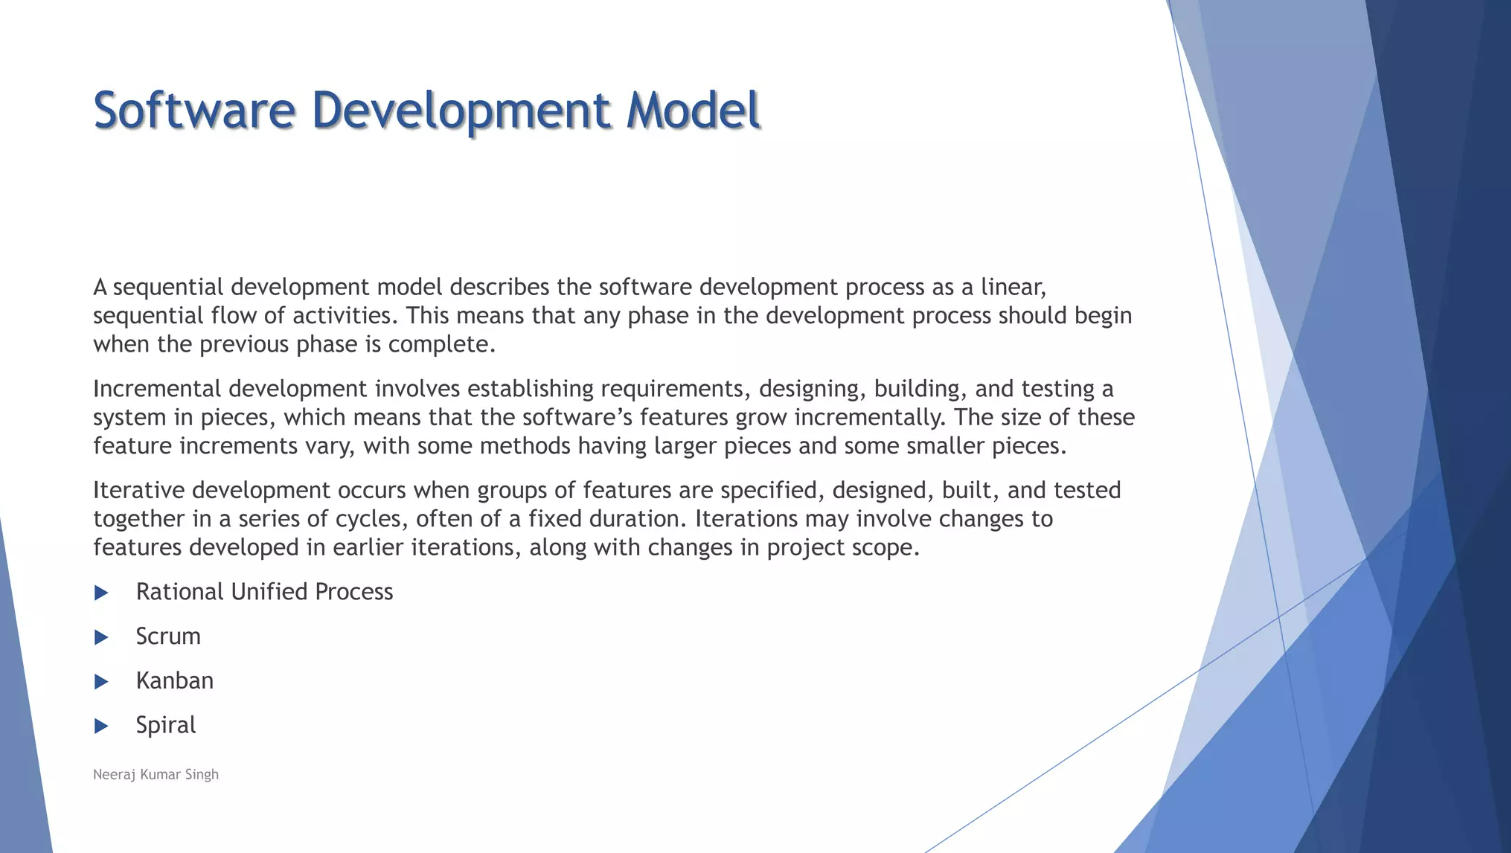 Software Development Model
A sequential development model describes the software development process as a linear,
sequential flow of activities. This means that any phase in the development process should begin
when the previous phase is complete.
Incremental development involves establishing requirements, designing, building, and testing a
system in pieces, which means that the software’s features grow incrementally. The size of these
feature increments vary, with some methods having larger pieces and some smaller pieces.
Iterative development occurs when groups of features are specified, designed, built, and tested
together in a series of cycles, often of a fixed duration. Iterations may involve changes to
features developed in earlier iterations, along with changes in project scope.
Rational Unified Process
Scrum
Kanban
Spiral
Neeraj Kumar Singh